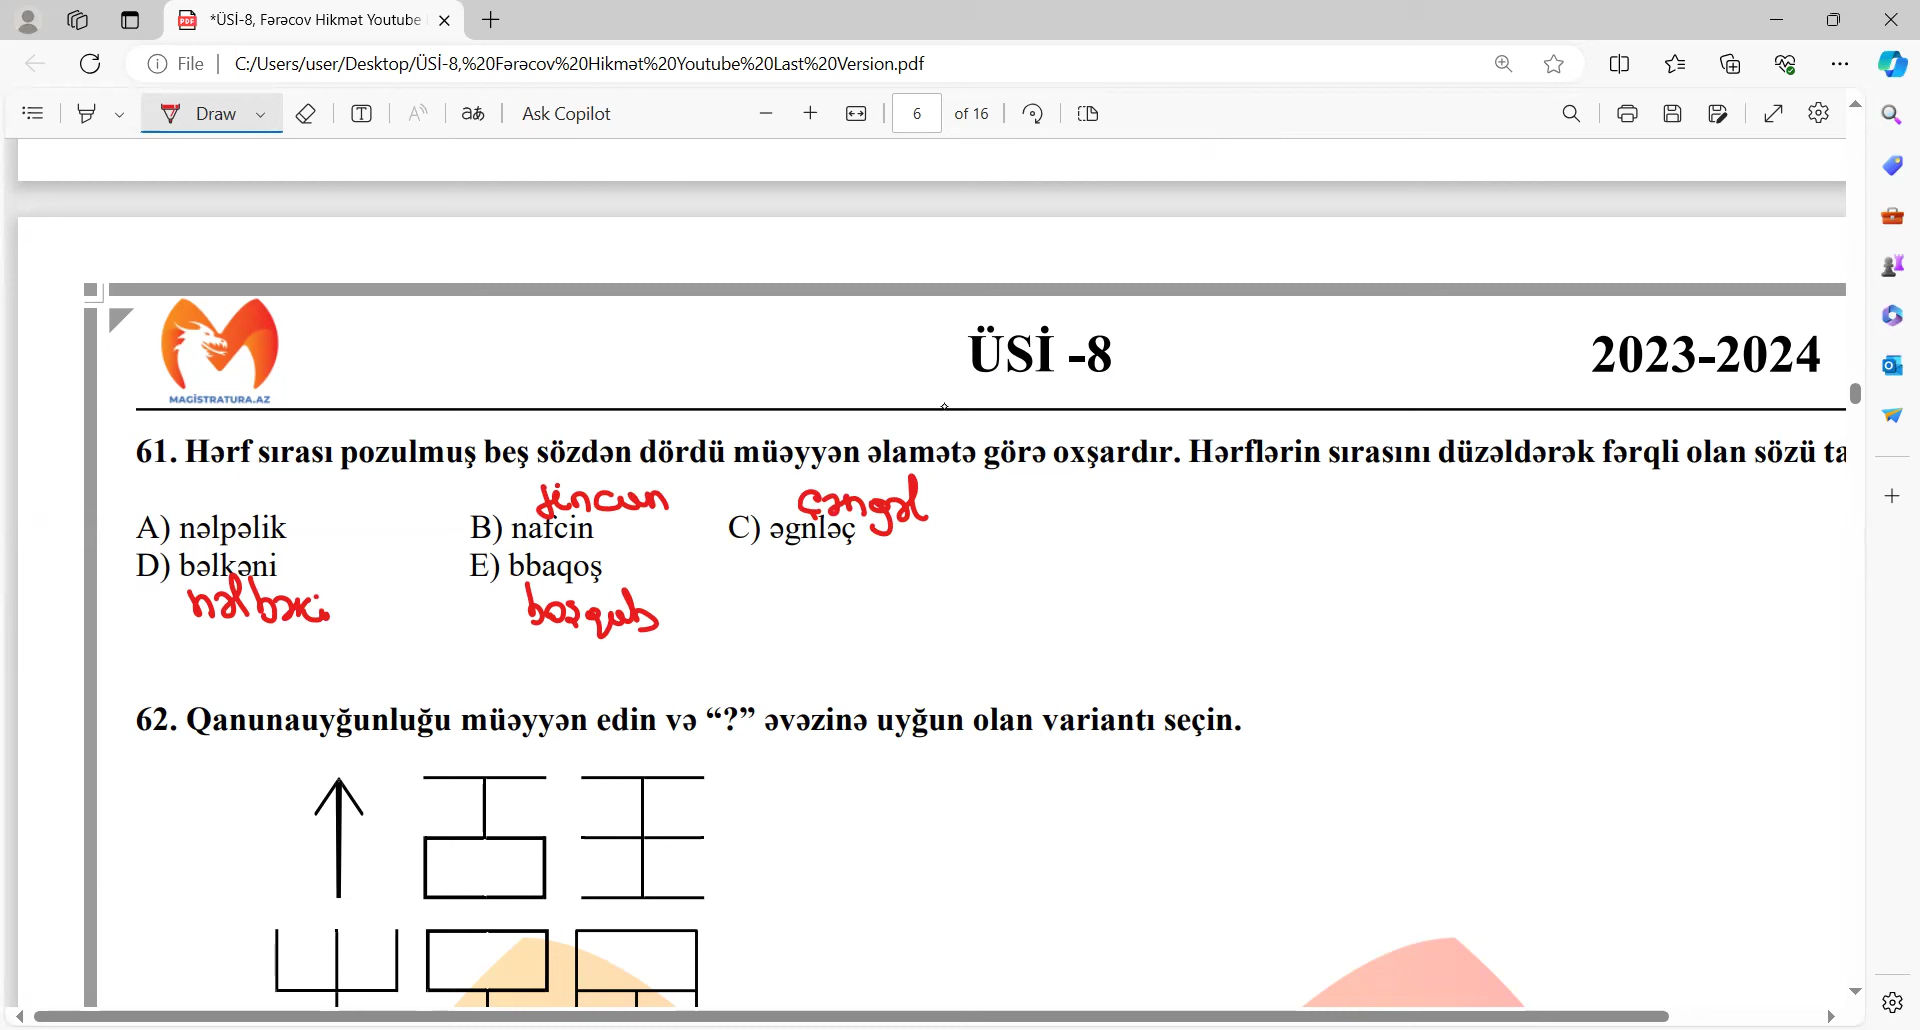 *ÜSİ-8, Fərəcov Hikmət Youtube
File
C:/Users/user/Desktop/ÜSİ-8,%20Fərəcov%20Hikmət%20Youtube%20Last%20Version.pdf
Draw
Ask Copilot
6
of 16
MAGİSTRATURA.AZ
ÜSİ -8
2023-2024
61. Hərf sırası pozulmuş beş sözdən dördü müəyyən əlamətə görə oxşardır. Hərflərin sırasını düzəldərək fərqli olan sözü ta
fincan
çəngəl
A) nəlpəlik
B) nafcin
C) əgnləç
D) bəlkəni
E) bbaqoş
nəlbəki
boşqab
62. Qanunauyğunluğu müəyyən edin və “?” əvəzinə uyğun olan variantı seçin.